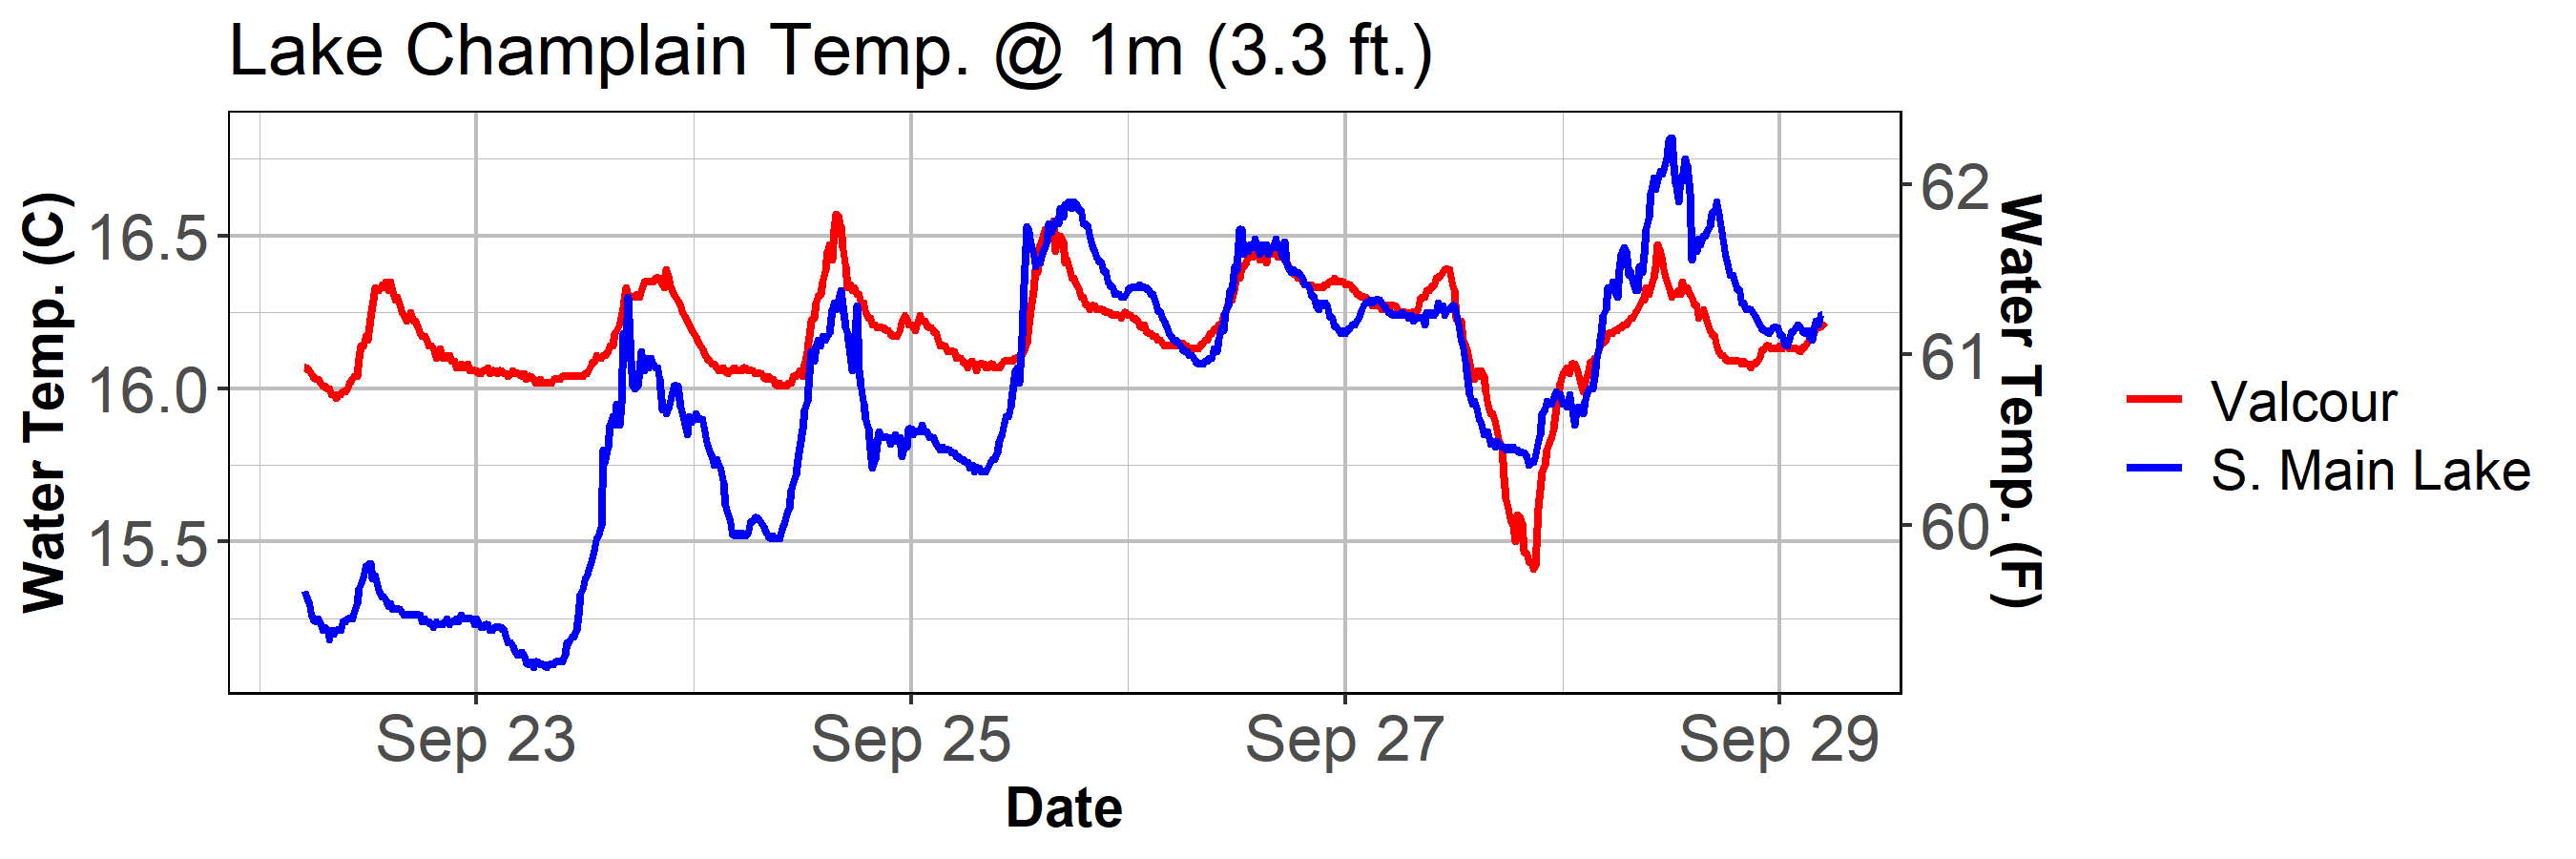 Lake Champlain Temp. @ 1m (3.3 ft.)
Water Temp. (C)
16.5
16.0
15.5
62
61
60
Water Temp. (F)
Sep 23
Sep 25
Sep 27
Sep 29
Date
Valcour
S. Main Lake